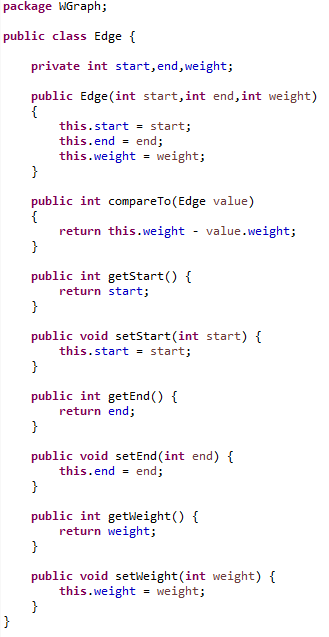 package WGraph;
public class Edge {
private int start,end,weight;
public Edge(int start,int end,int weight)
{
this.start = start;
this.end = end;
this.weight = weight;
}
public int compareTo(Edge value)
{
return this.weight - value.weight;
}
public int getStart() {
return start;
}
public void setStart(int start) {
this.start = start;
}
public int getEnd() {
return end;
}
public void setEnd(int end) {
this.end = end;
}
public int getWeight() {
return weight;
}
public void setWeight(int weight) {
this.weight = weight;
}
}